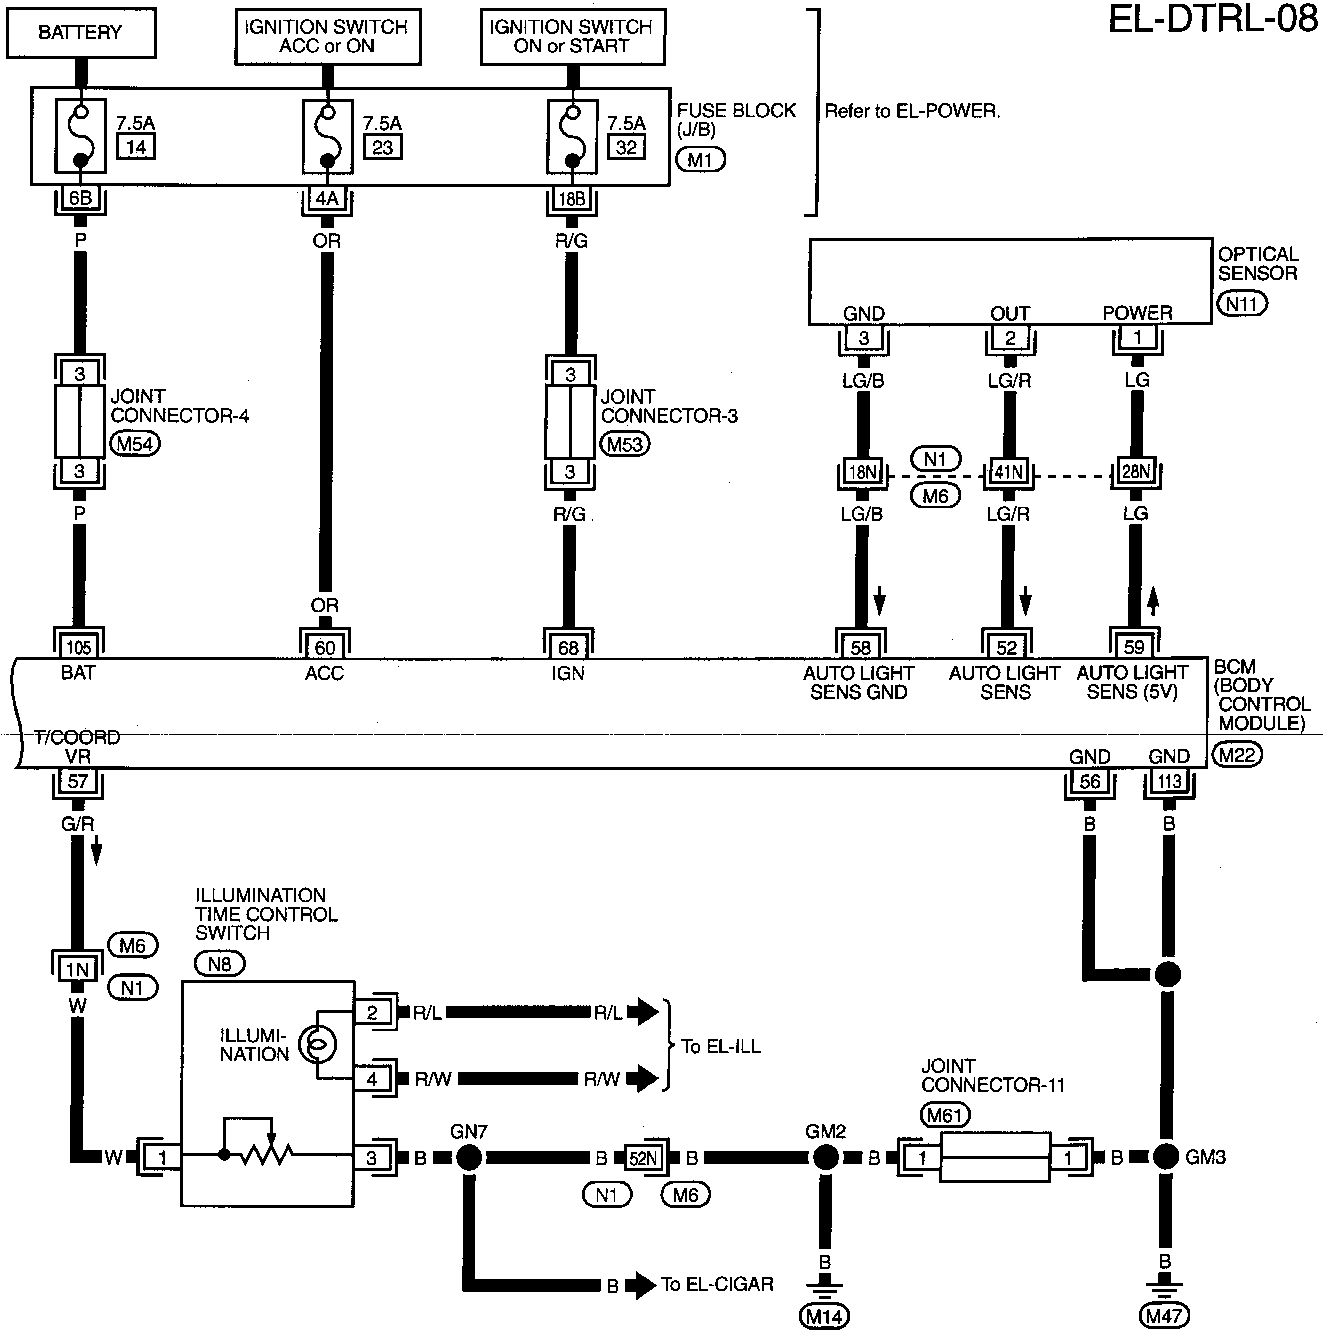 EL-DTRL-08
BATTERY
IGNITION SWITCH
ACC or ON
IGNITION SWITCH
ON or START
7.5A
14
7.5A
23
7.5A
32
FUSE BLOCK
(J/B)
M1
Refer to EL-POWER.
6B
4A
18B
P
OR
R/G
OPTICAL
SENSOR
N11
GND
OUT
POWER
3
2
1
LG/B
LG/R
LG
3
JOINT
CONNECTOR-4
M54
3
3
JOINT
CONNECTOR-3
M53
3
18N
N1
M6
41N
28N
P
R/G
LG/B
LG/R
LG
OR
105
60
68
58
52
59
BAT
ACC
IGN
AUTO LIGHT
SENS GND
AUTO LIGHT
SENS
AUTO LIGHT
SENS (5V)
BCM
(BODY
CONTROL
MODULE)
M22
T/COORD
VR
GND
GND
57
56
113
G/R
B
B
M6
1N
N1
W
ILLUMINATION
TIME CONTROL
SWITCH
N8
ILLUMI-
NATION
2
R/L
R/L
4
R/W
R/W
To EL-ILL
JOINT
CONNECTOR-11
M61
W
1
3
B
GN7
B
52N
B
N1
M6
GM2
B
1
1
B
GM3
B
To EL-CIGAR
B
M14
B
M47